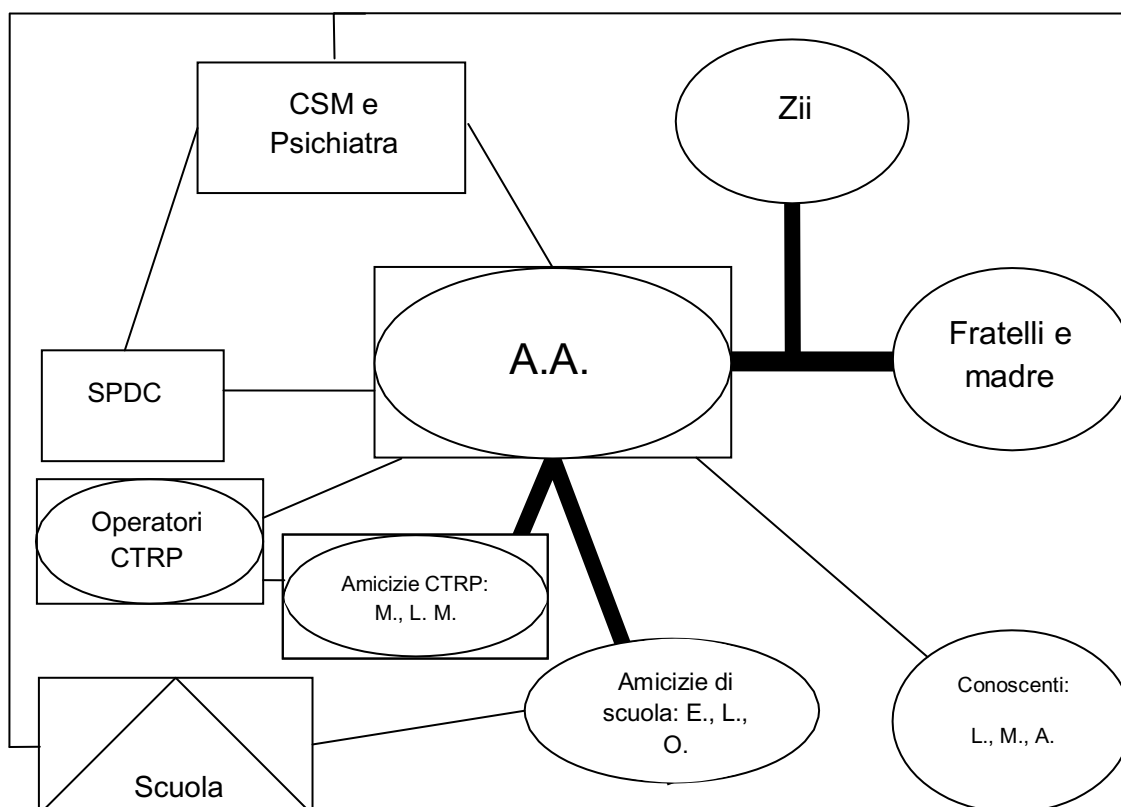 CSM e
Psichiatra
Zii
A.A.
Fratelli e
madre
SPDC
Operatori
CTRP
Amicizie CTRP:
M., L. M.
Amicizie di
scuola: E., L.,
O.
Conoscenti:
L., M., A.
Scuola